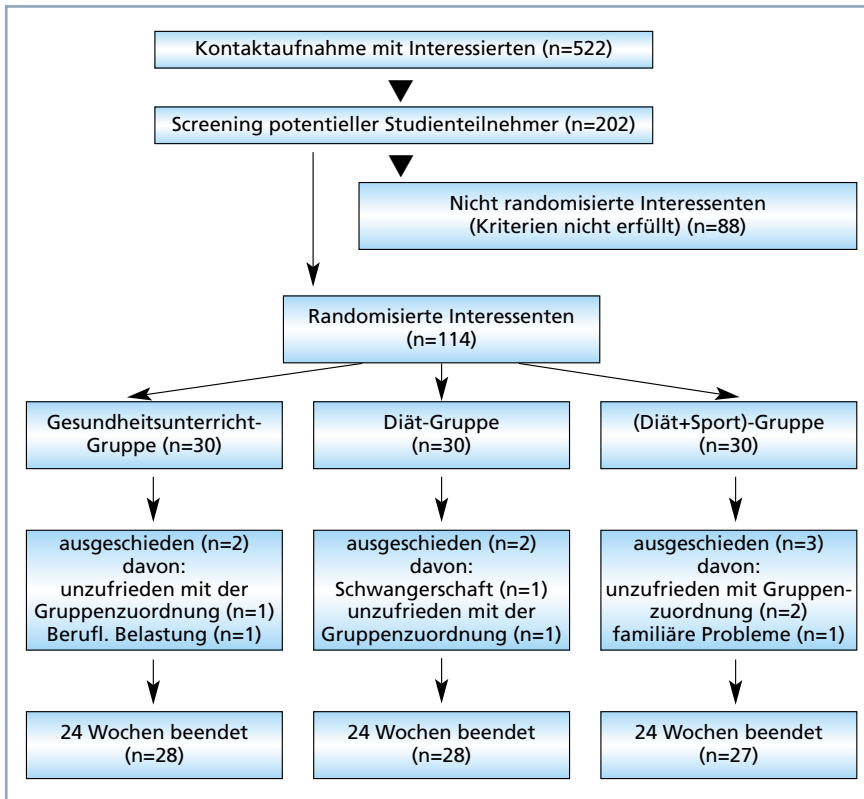 Kontaktaufnahme mit Interessierten (n=522)
Screening potentieller Studienteilnehmer (n=202)
Nicht randomisierte Interessenten
(Kriterien nicht erfüllt) (n=88)
Randomisierte Interessenten
(n=114)
Gesundheitsunterricht-
Gruppe (n=30)
Diät-Gruppe
(n=30)
(Diät+Sport)-Gruppe
(n=30)
ausgeschieden (n=2)
davon:
unzufrieden mit der
Gruppenzuordnung (n=1)
Berufl. Belastung (n=1)
ausgeschieden (n=2)
davon:
Schwangerschaft (n=1)
unzufrieden mit der
Gruppenzuordnung (n=1)
ausgeschieden (n=3)
davon:
unzufrieden mit Gruppen-
zuordnung (n=2)
familiäre Probleme (n=1)
24 Wochen beendet
(n=28)
24 Wochen beendet
(n=28)
24 Wochen beendet
(n=27)